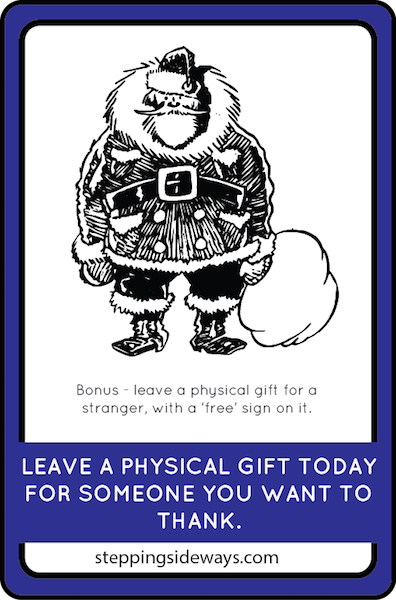 Bonus - leave a physical gift for a
stranger, with a 'free' sign on it.
LEAVE A PHYSICAL GIFT TODAY
FOR SOMEONE YOU WANT TO
THANK.
steppingsideways.com